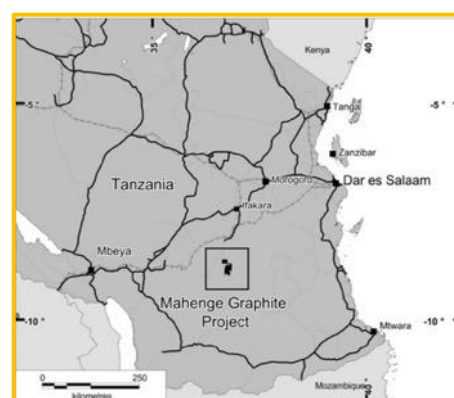 35
40
Kenya
-5
-5
Tanga
Zanzibar
Tanzania
Morogoro
Dar es Salaam
Ifakara
Mbeya
Mahenge Graphite
Project
-10
-10
Mtwara
0
250
kilometres
Mozambique
40